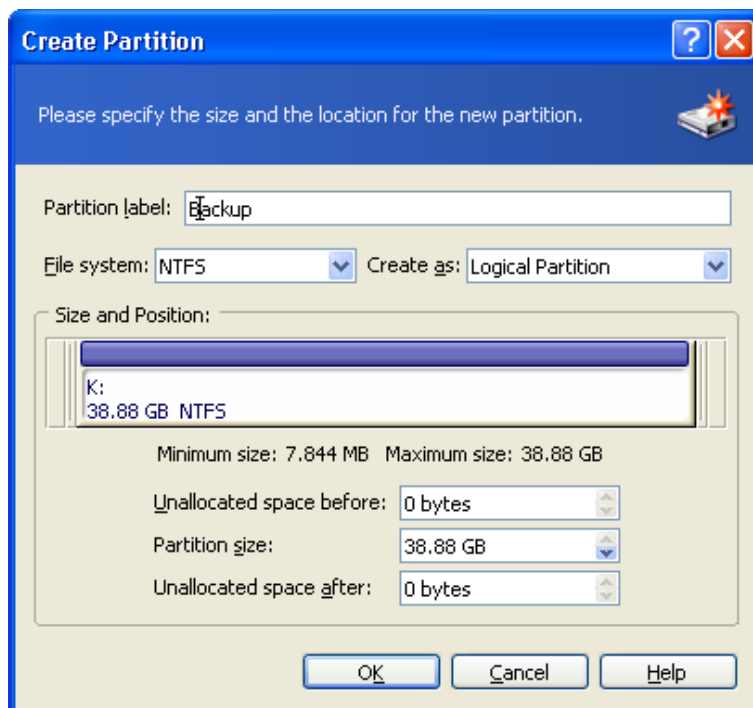 Create Partition
Please specify the size and the location for the new partition.
Partition label: Backup
File system: NTFS Create as: Logical Partition
Size and Position:
K:
38.88 GB NTFS
Minimum size: 7.844 MB Maximum size: 38.88 GB
Unallocated space before: 0 bytes
Partition size: 38.88 GB
Unallocated space after: 0 bytes
OK Cancel Help